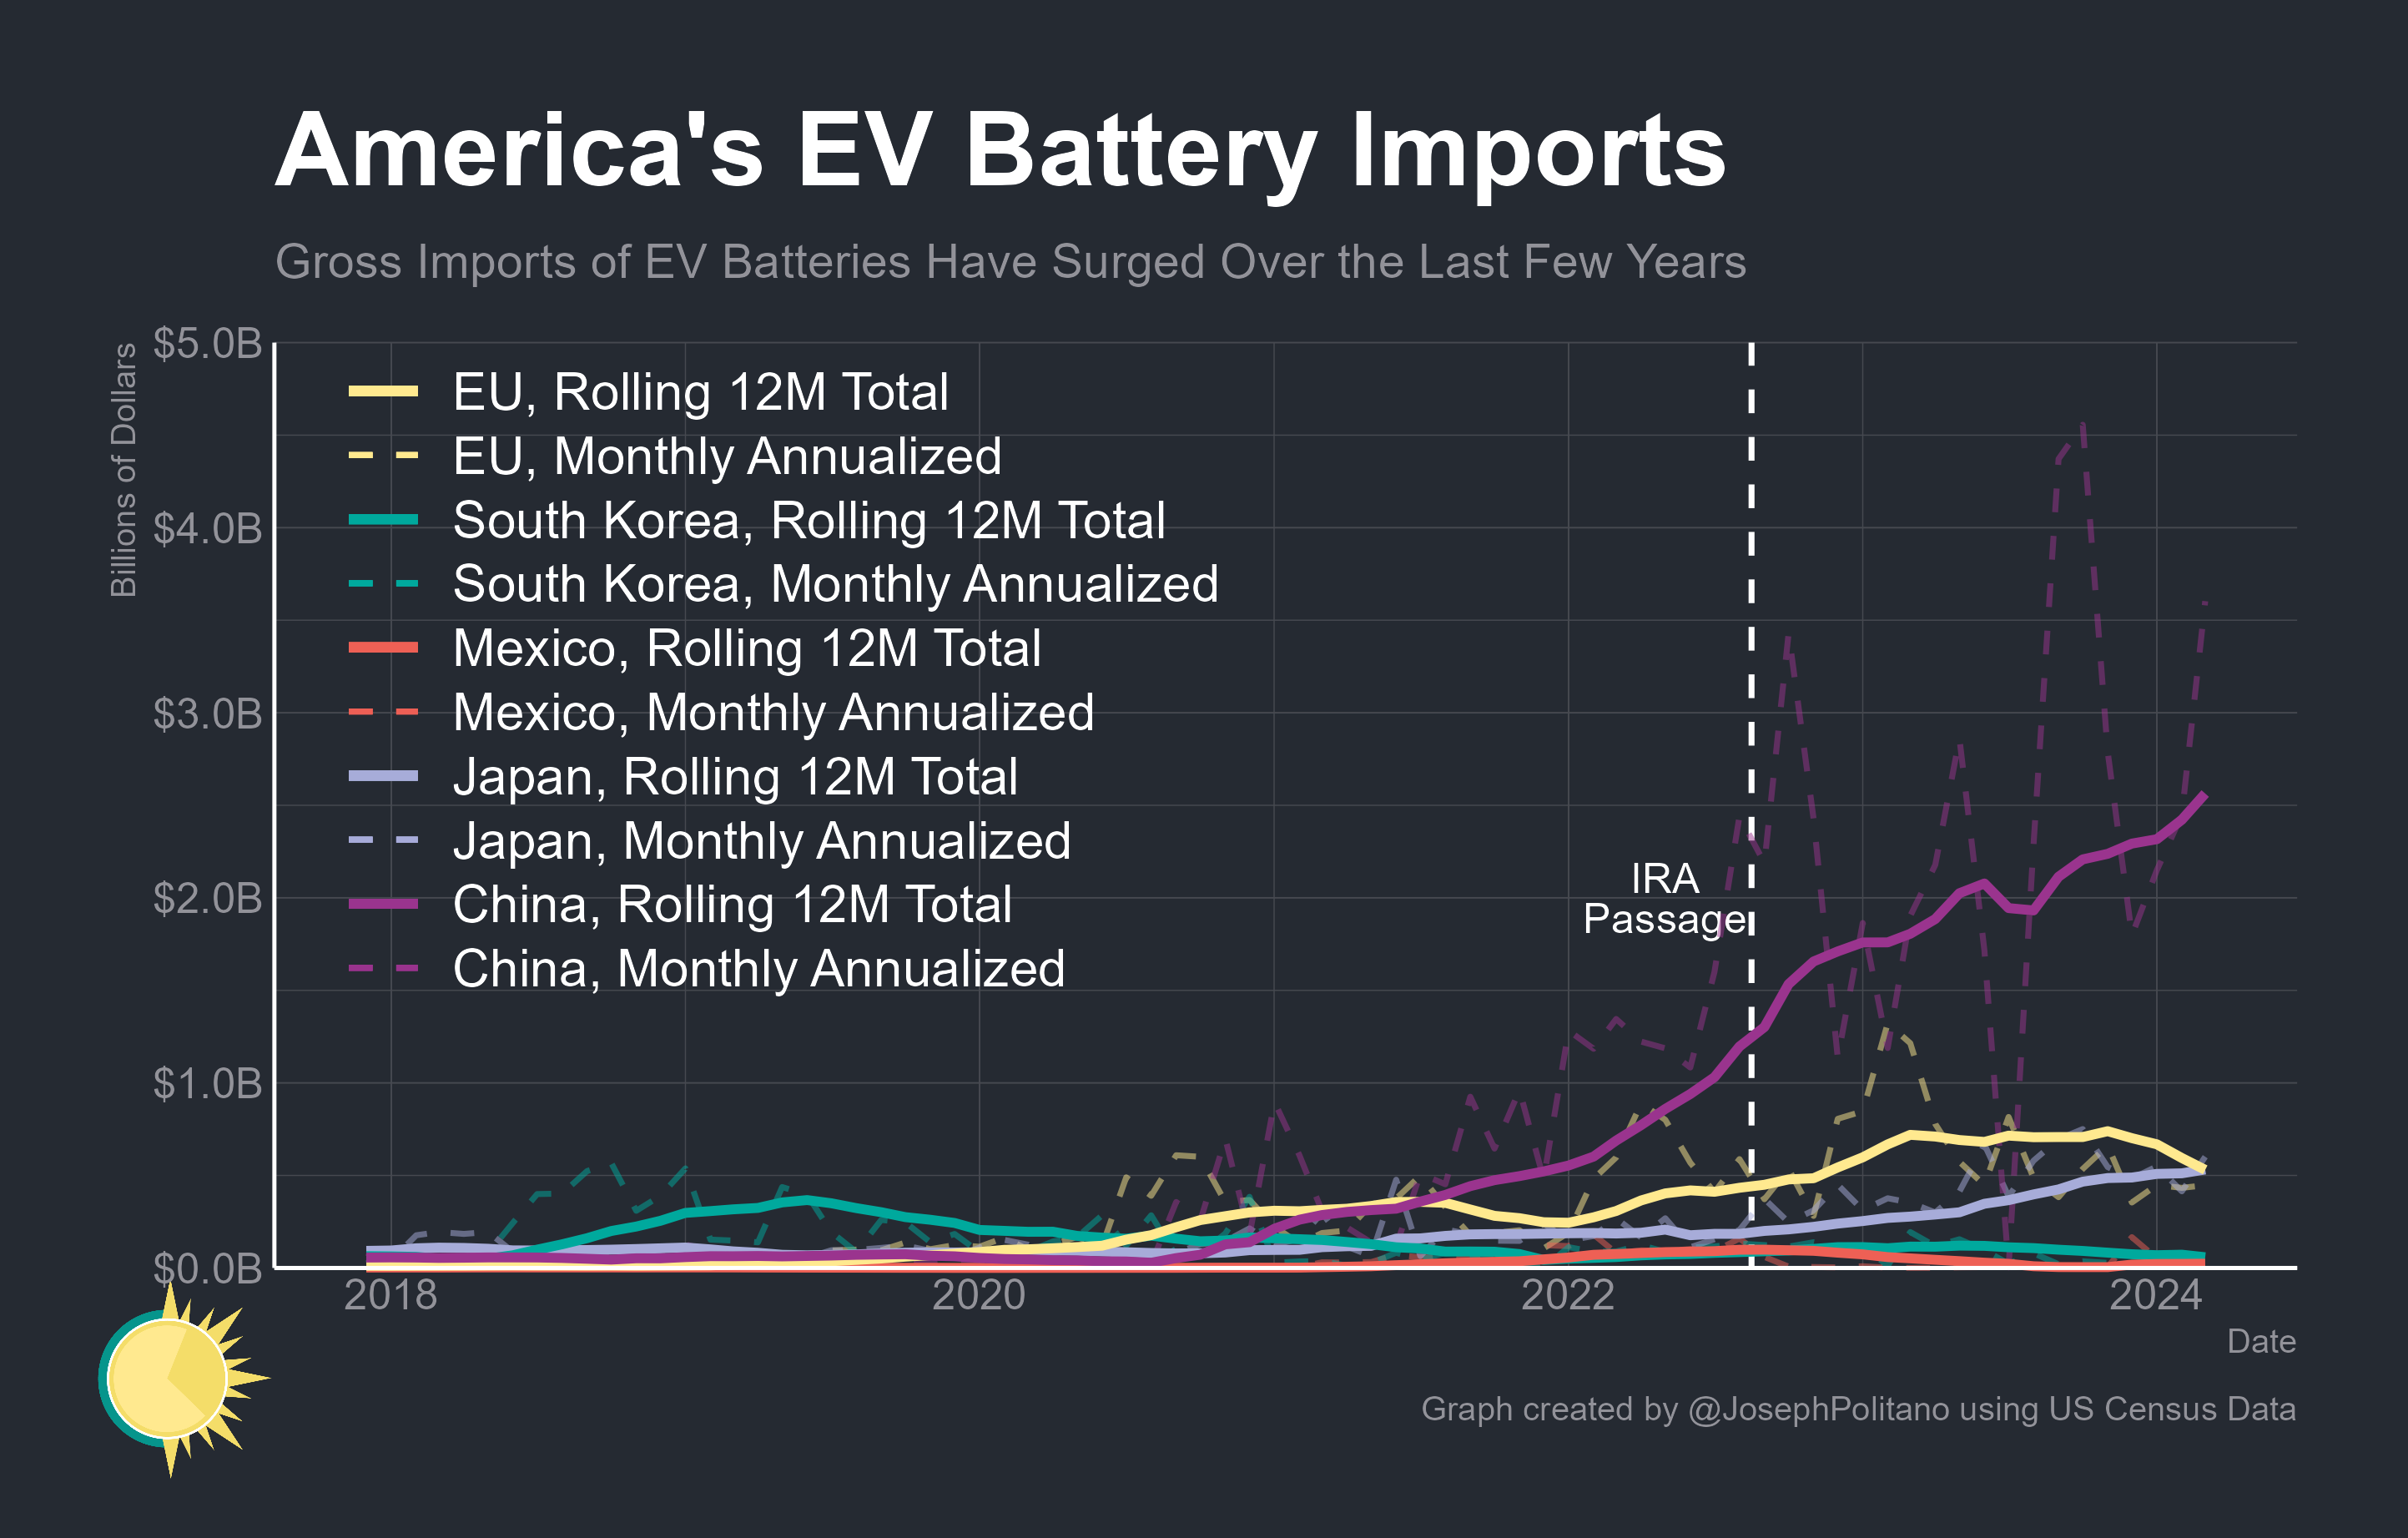 America's EV Battery Imports
Gross Imports of EV Batteries Have Surged Over the Last Few Years
Billions of Dollars
$5.0B
$4.0B
$3.0B
$2.0B
$1.0B
$0.0B
EU, Rolling 12M Total
EU, Monthly Annualized
South Korea, Rolling 12M Total
South Korea, Monthly Annualized
Mexico, Rolling 12M Total
Mexico, Monthly Annualized
Japan, Rolling 12M Total
Japan, Monthly Annualized
China, Rolling 12M Total
China, Monthly Annualized
IRA
Passage
2018
2020
2022
2024
Date
Graph created by @JosephPolitano using US Census Data